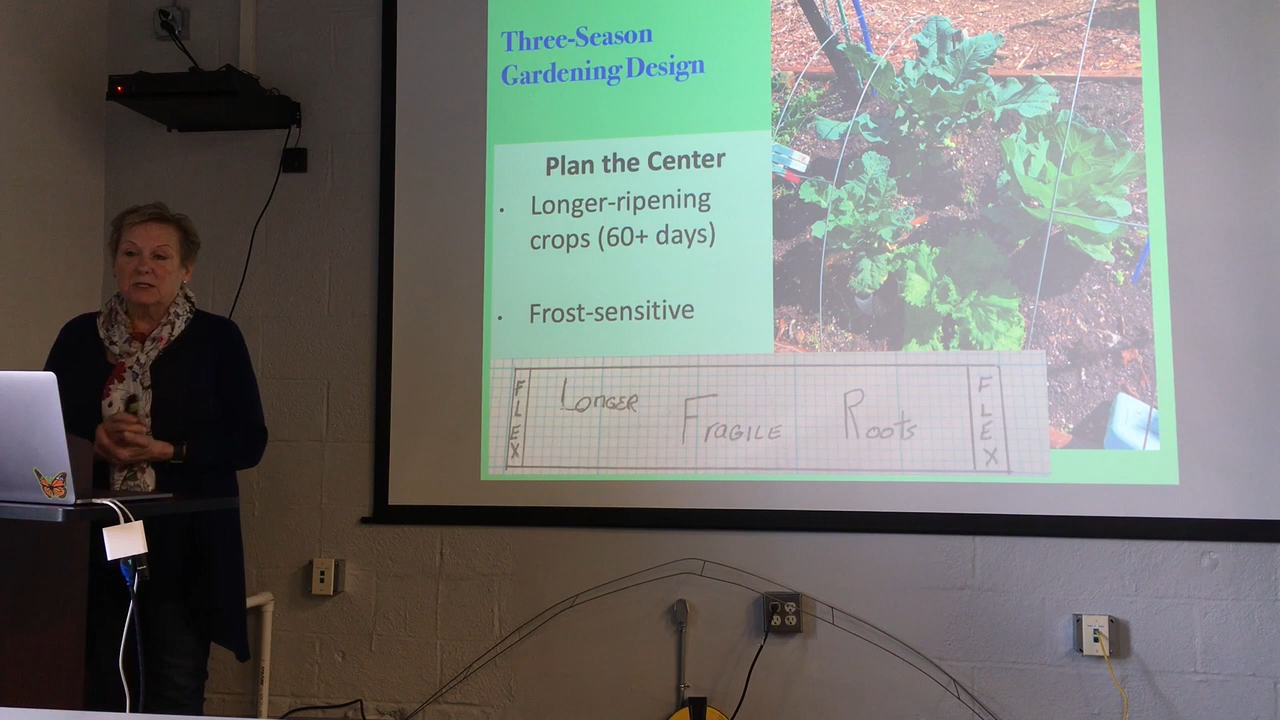 Three-Season
Gardening Design
Plan the Center
. Longer-ripening
crops (60+ days)
. Frost-sensitive
FLEX
LONGER
FRAGILE
ROOTS
FLEX